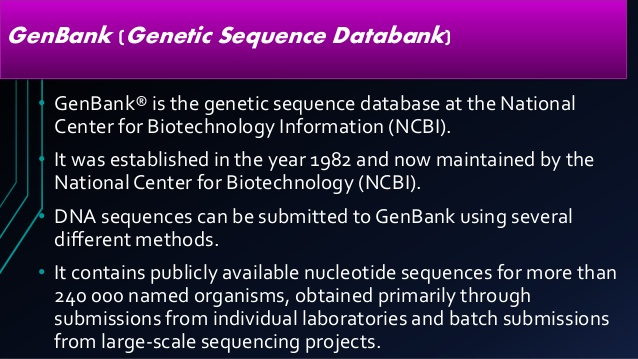 GenBank (Genetic Sequence Databank)
• GenBank® is the genetic sequence database at the National
Center for Biotechnology Information (NCBI).
• It was established in the year 1982 and now maintained by the
National Center for Biotechnology (NCBI).
• DNA sequences can be submitted to GenBank using several
different methods.
• It contains publicly available nucleotide sequences for more than
240 000 named organisms, obtained primarily through
submissions from individual laboratories and batch submissions
from large-scale sequencing projects.